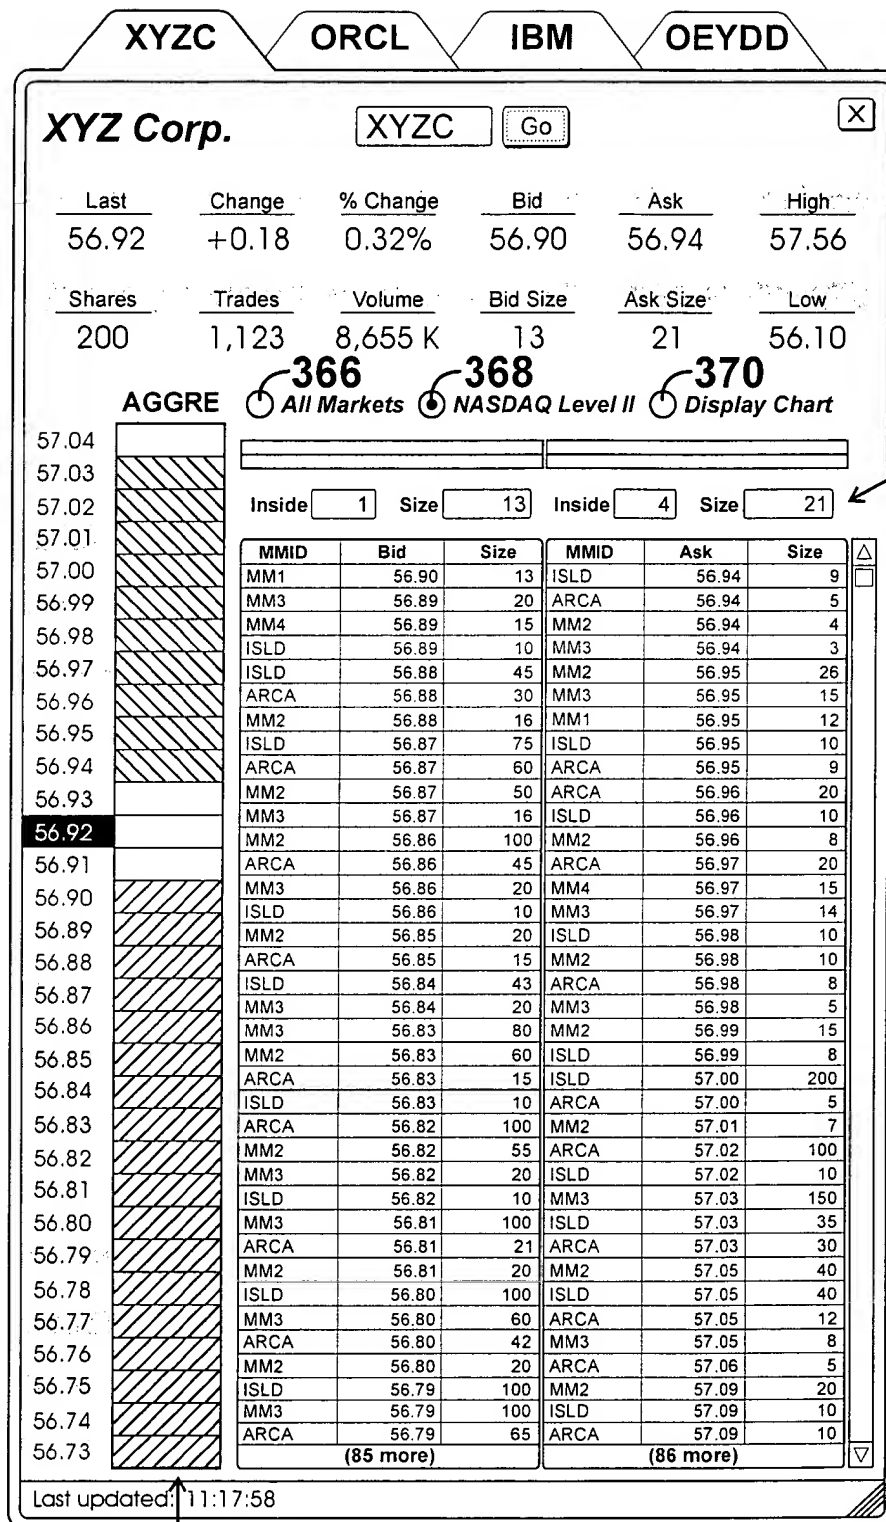 XYZC ORCL IBM OEYDD
XYZ Corp. XYZC Go X
Last Change % Change Bid Ask High
56.92 +0.18 0.32% 56.90 56.94 57.56
Shares Trades Volume Bid Size Ask Size Low
200 1,123 8,655 K 13 21 56.10
366 368 370
AGGRE All Markets NASDAQ Level II Display Chart
57.04
57.03
57.02
57.01
57.00
56.99
56.98
56.97
56.96
56.95
56.94
56.93
56.92
56.91
56.90
56.89
56.88
56.87
56.86
56.85
56.84
56.83
56.82
56.81
56.80
56.79
56.78
56.77
56.76
56.75
56.74
56.73
Inside 1 Size 13 Inside 4 Size 21
MMID Bid Size MMID Ask Size
MM1 56.90 13 ISLD 56.94 9
MM3 56.89 20 ARCA 56.94 5
MM4 56.89 15 MM2 56.94 4
ISLD 56.89 10 MM3 56.94 3
ISLD 56.88 45 MM2 56.95 26
ARCA 56.88 30 MM3 56.95 15
MM2 56.88 16 MM1 56.95 12
ISLD 56.87 75 ISLD 56.95 10
ARCA 56.87 60 ARCA 56.95 9
MM2 56.87 50 ARCA 56.96 20
MM3 56.87 16 ISLD 56.96 10
MM2 56.86 100 MM2 56.96 8
ARCA 56.86 45 ARCA 56.97 20
MM3 56.86 20 MM4 56.97 15
ISLD 56.86 10 MM3 56.97 14
MM2 56.85 20 ISLD 56.98 10
ARCA 56.85 15 MM2 56.98 10
ISLD 56.84 43 ARCA 56.98 8
MM3 56.84 20 MM3 56.98 5
MM3 56.83 80 MM2 56.99 15
MM2 56.83 60 ISLD 56.99 8
ARCA 56.83 15 ISLD 57.00 200
ISLD 56.83 10 ARCA 57.00 5
ARCA 56.82 100 MM2 57.01 7
MM2 56.82 55 ARCA 57.02 100
MM3 56.82 20 ISLD 57.02 10
ISLD 56.82 10 MM3 57.03 150
MM3 56.81 100 ISLD 57.03 35
ARCA 56.81 21 ARCA 57.03 30
MM2 56.81 20 MM2 57.05 40
ISLD 56.80 100 ISLD 57.05 40
MM3 56.80 60 ARCA 57.05 12
ARCA 56.80 42 MM3 57.05 8
MM2 56.80 20 ARCA 57.06 5
ISLD 56.79 100 MM2 57.09 20
MM3 56.79 100 ISLD 57.09 10
ARCA 56.79 65 ARCA 57.09 10
(85 more) (86 more)
Last updated: 11:17:58